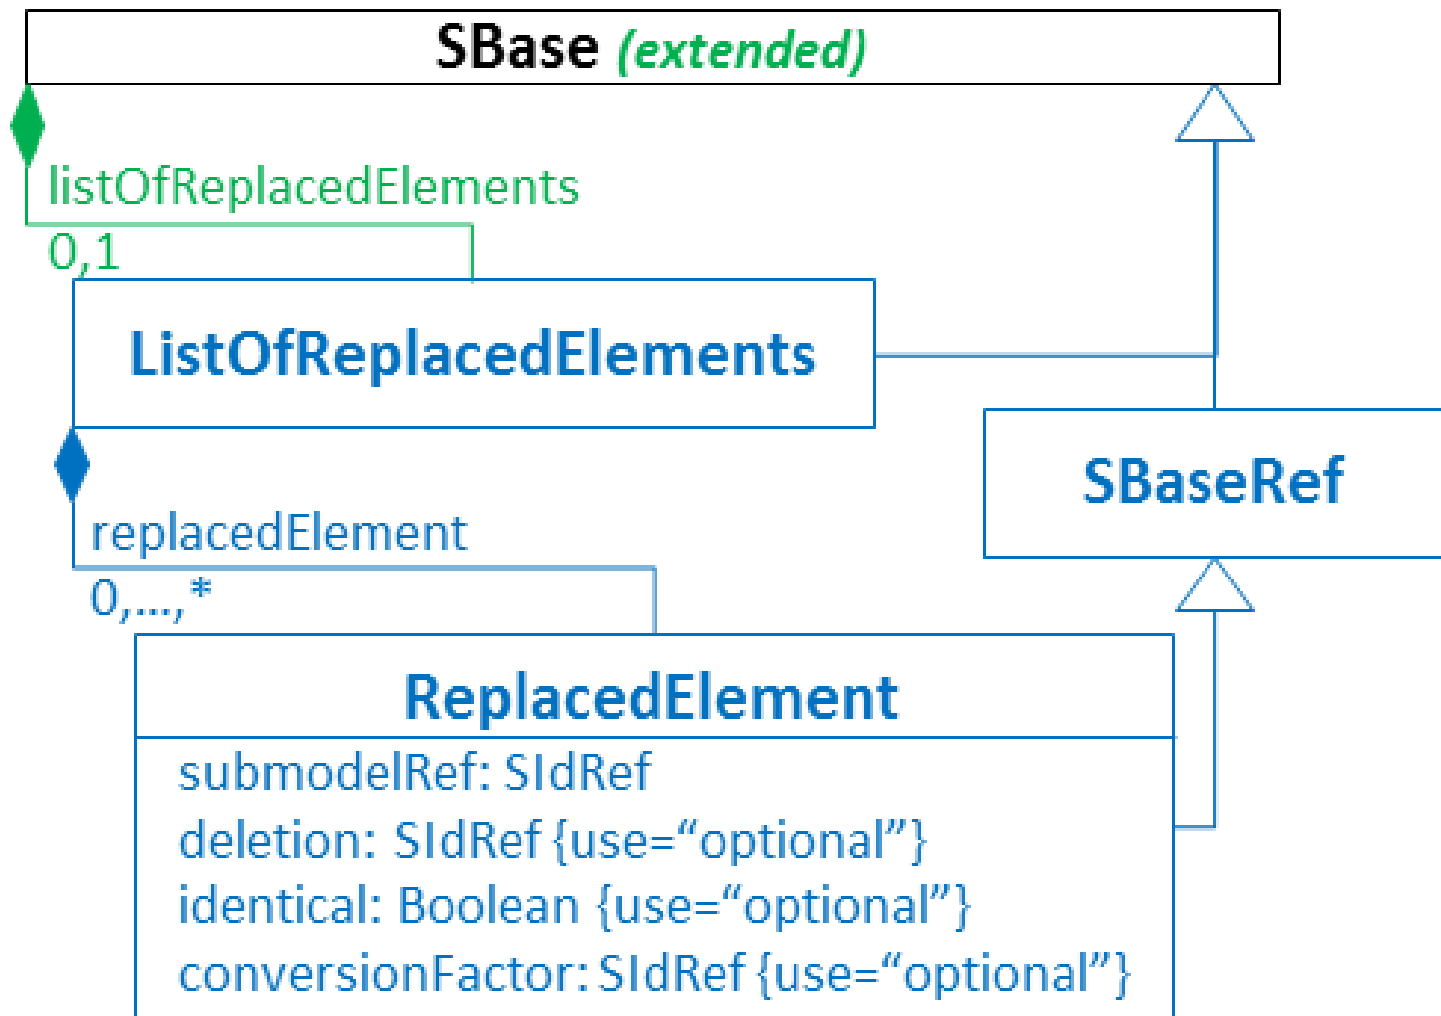 SBase (extended)
listOfReplacedElements
0,1
ListOfReplacedElements
SBaseRef
replacedElement
0,...,*
ReplacedElement
submodelRef: SIdRef
deletion: SIdRef {use=“optional”}
identical: Boolean {use=“optional”}
conversionFactor: SIdRef {use=“optional”}